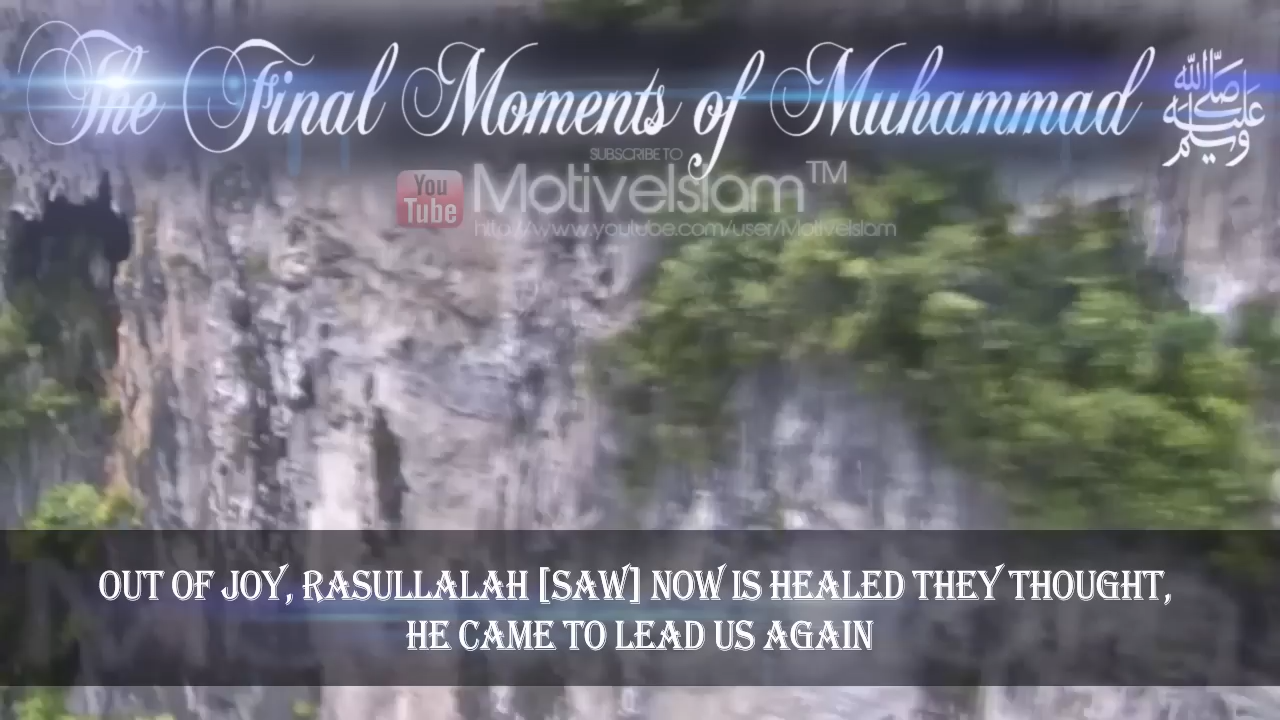 The Final Moments of Muhammad
صلى الله
عليه
وسلم
SUBSCRIBE TO
You
Tube
MotiveIslam™
http://www.youtube.com/user/MotiveIslam
OUT OF JOY, RASULLALAH [SAW] NOW IS HEALED THEY THOUGHT,
HE CAME TO LEAD US AGAIN